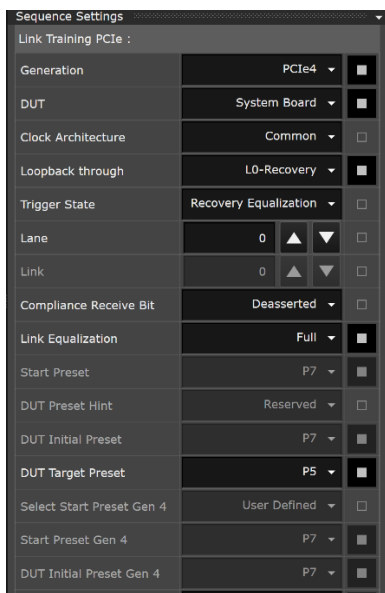 Sequence Settings
Link Training PCIe :
Generation PCIe4
DUT System Board
Clock Architecture Common
Loopback through L0-Recovery
Trigger State Recovery Equalization
Lane 0
Link 0
Compliance Receive Bit Deasserted
Link Equalization Full
Start Preset P7
DUT Preset Hint Reserved
DUT Initial Preset P7
DUT Target Preset P5
Select Start Preset Gen 4 User Defined
Start Preset Gen 4 P7
DUT Initial Preset Gen 4 P7